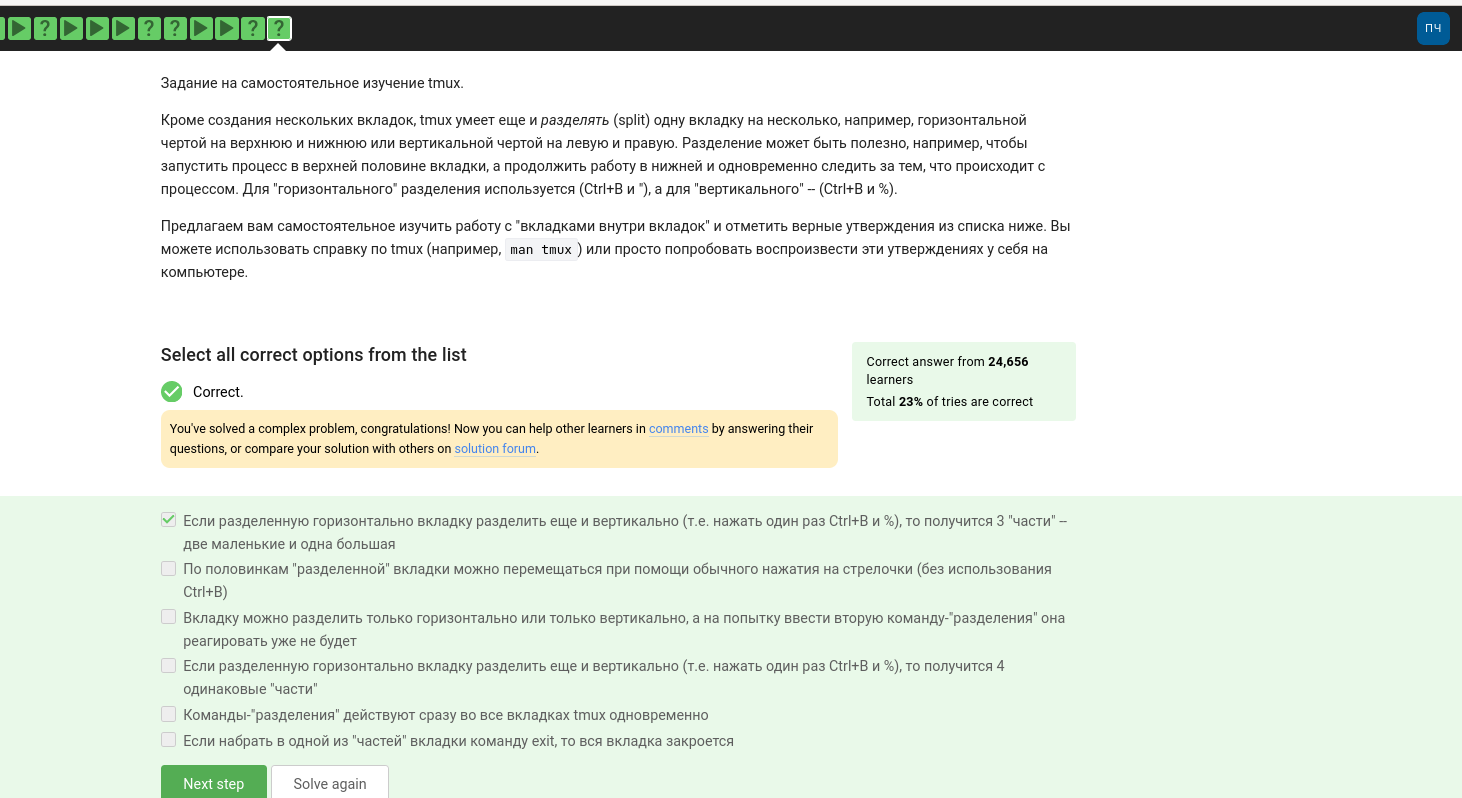 ? ? ? ? ?
ПЧ
Задание на самостоятельное изучение tmux.
Кроме создания нескольких вкладок, tmux умеет еще и разделять (split) одну вкладку на несколько, например, горизонтальной
чертой на верхнюю и нижнюю или вертикальной чертой на левую и правую. Разделение может быть полезно, например, чтобы
запустить процесс в верхней половине вкладки, а продолжить работу в нижней и одновременно следить за тем, что происходит с
процессом. Для "горизонтального" разделения используется (Ctrl+B и "), а для "вертикального" -- (Ctrl+B и %).
Предлагаем вам самостоятельное изучить работу с "вкладками внутри вкладок" и отметить верные утверждения из списка ниже. Вы
можете использовать справку по tmux (например, man tmux ) или просто попробовать воспроизвести эти утверждениях у себя на
компьютере.
Select all correct options from the list
Correct.
You've solved a complex problem, congratulations! Now you can help other learners in comments by answering their
questions, or compare your solution with others on solution forum.
Correct answer from 24,656
learners
Total 23% of tries are correct
Если разделенную горизонтально вкладку разделить еще и вертикально (т.е. нажать один раз Ctrl+B и %), то получится 3 "части" --
две маленькие и одна большая
По половинкам "разделенной" вкладки можно перемещаться при помощи обычного нажатия на стрелочки (без использования
Ctrl+B)
Вкладку можно разделить только горизонтально или только вертикально, а на попытку ввести вторую команду-"разделения" она
реагировать уже не будет
Если разделенную горизонтально вкладку разделить еще и вертикально (т.е. нажать один раз Ctrl+B и %), то получится 4
одинаковые "части"
Команды-"разделения" действуют сразу во все вкладках tmux одновременно
Если набрать в одной из "частей" вкладки команду exit, то вся вкладка закроется
Next step
Solve again